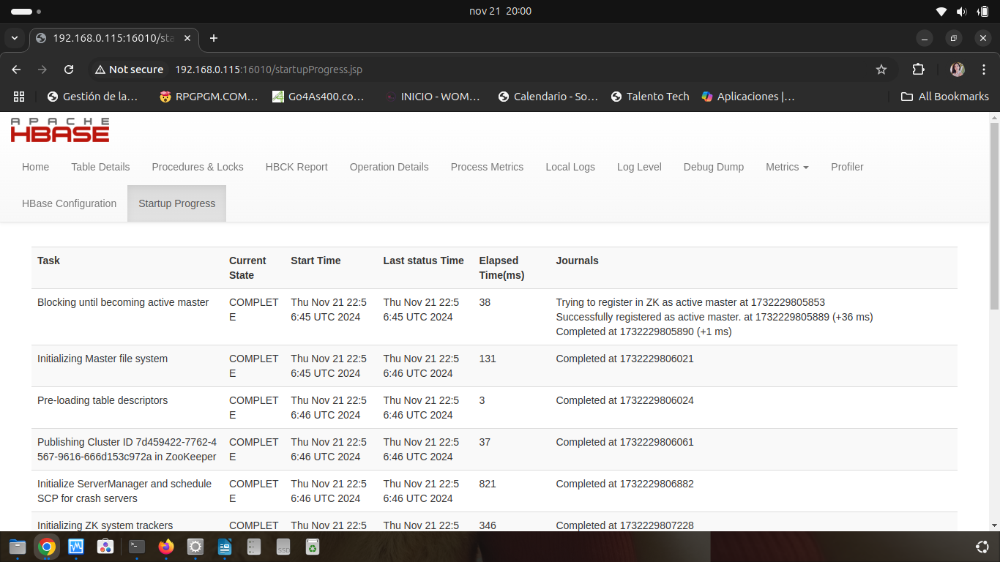 nov 21 20:00
192.168.0.115:16010/sta
Not secure 192.168.0.115:16010/startupProgress.jsp
Gestión de la… RPGPGM.COM… Go4As400.co… INICIO - WOM… Calendario - So… Talento Tech Aplicaciones |… All Bookmarks
APACHE
HBASE
Home Table Details Procedures & Locks HBCK Report Operation Details Process Metrics Local Logs Log Level Debug Dump Metrics Profiler
HBase Configuration Startup Progress
Task Current State Start Time Last status Time Elapsed Time(ms) Journals
Blocking until becoming active master COMPLETE Thu Nov 21 22:56:45 UTC 2024 Thu Nov 21 22:56:45 UTC 2024 38 Trying to register in ZK as active master at 1732229805853
Successfully registered as active master. at 1732229805889 (+36 ms)
Completed at 1732229805890 (+1 ms)
Initializing Master file system COMPLETE Thu Nov 21 22:56:45 UTC 2024 Thu Nov 21 22:56:46 UTC 2024 131 Completed at 1732229806021
Pre-loading table descriptors COMPLETE Thu Nov 21 22:56:46 UTC 2024 Thu Nov 21 22:56:46 UTC 2024 3 Completed at 1732229806024
Publishing Cluster ID 7d459422-7762-4567-9616-666d153c972a in ZooKeeper COMPLETE Thu Nov 21 22:56:46 UTC 2024 Thu Nov 21 22:56:46 UTC 2024 37 Completed at 1732229806061
Initialize ServerManager and schedule SCP for crash servers COMPLETE Thu Nov 21 22:56:46 UTC 2024 Thu Nov 21 22:56:46 UTC 2024 821 Completed at 1732229806882
Initializing ZK system trackers COMPLET Thu Nov 21 22:5 Thu Nov 21 22:5 346 Completed at 1732229807228
SSD